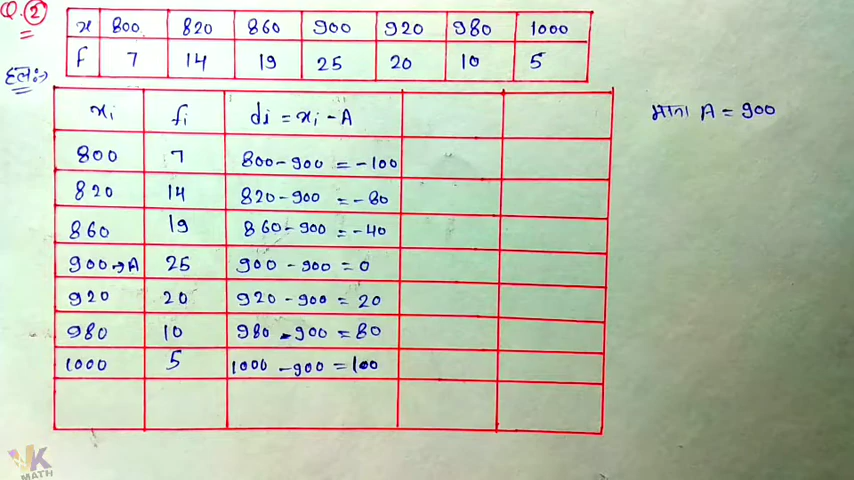 Q.②
x 800 820 860 900 920 980 1000
f 7 14 19 25 20 10 5
हल:→
xi fi di = xi - A
माना A = 900
800 7 800-900 = -100
820 14 820-900 = -80
860 19 860-900 = -40
900→A 25 900-900 = 0
920 20 920-900 = 20
980 10 980-900 = 80
1000 5 1000-900 = 100
VK
MATH